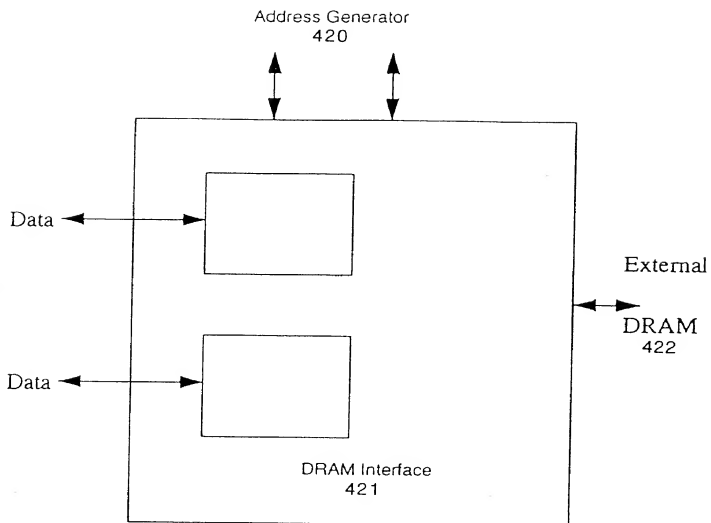 Address Generator
420
Data
External
DRAM
422
Data
DRAM Interface
421